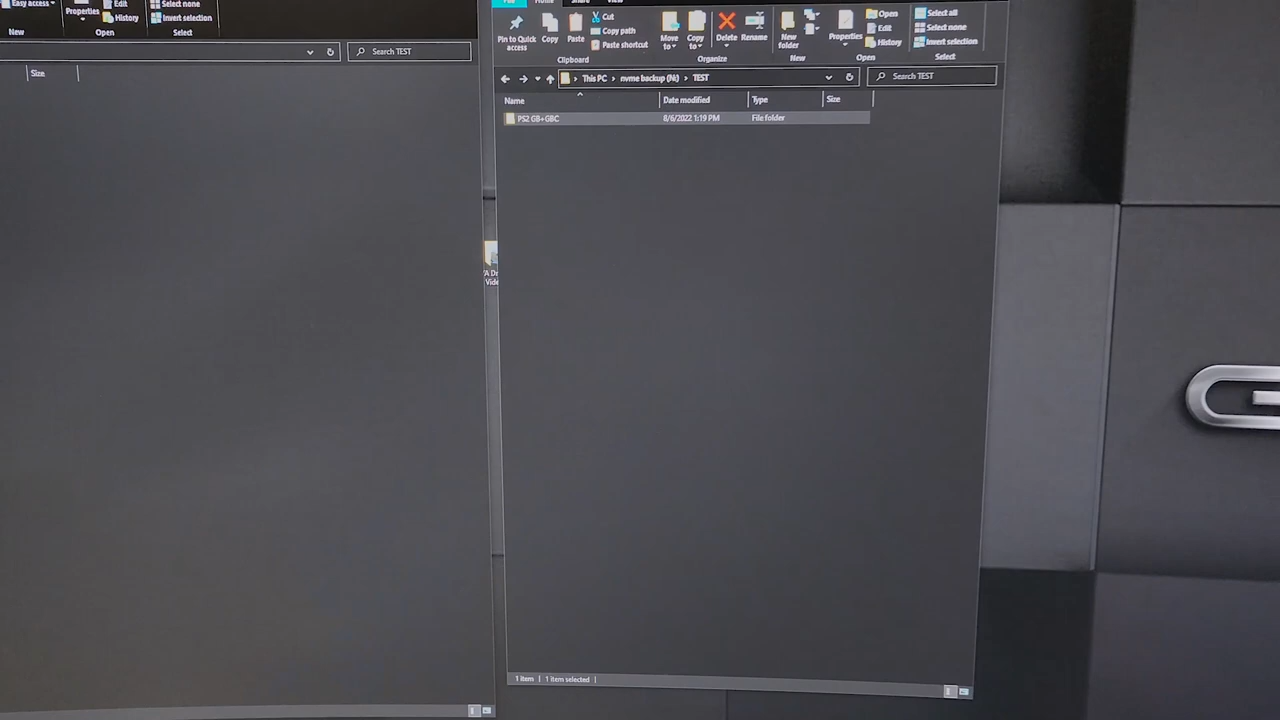 Easy access
Properties
Edit
History
Open
Select none
Invert selection
Select
New
Search TEST
Size
File
Home
Share
View
Pin to Quick
access
Copy
Paste
Cut
Copy path
Paste shortcut
Clipboard
Move
to
Copy
to
Delete
Rename
Organize
New
folder
New
Properties
Open
Edit
History
Open
Select all
Select none
Invert selection
Select
This PC > nvme backup (N:) > TEST
Search TEST
Name
Date modified
Type
Size
PS2 GB+GBC
8/6/2022 1:19 PM
File folder
1 item
1 item selected